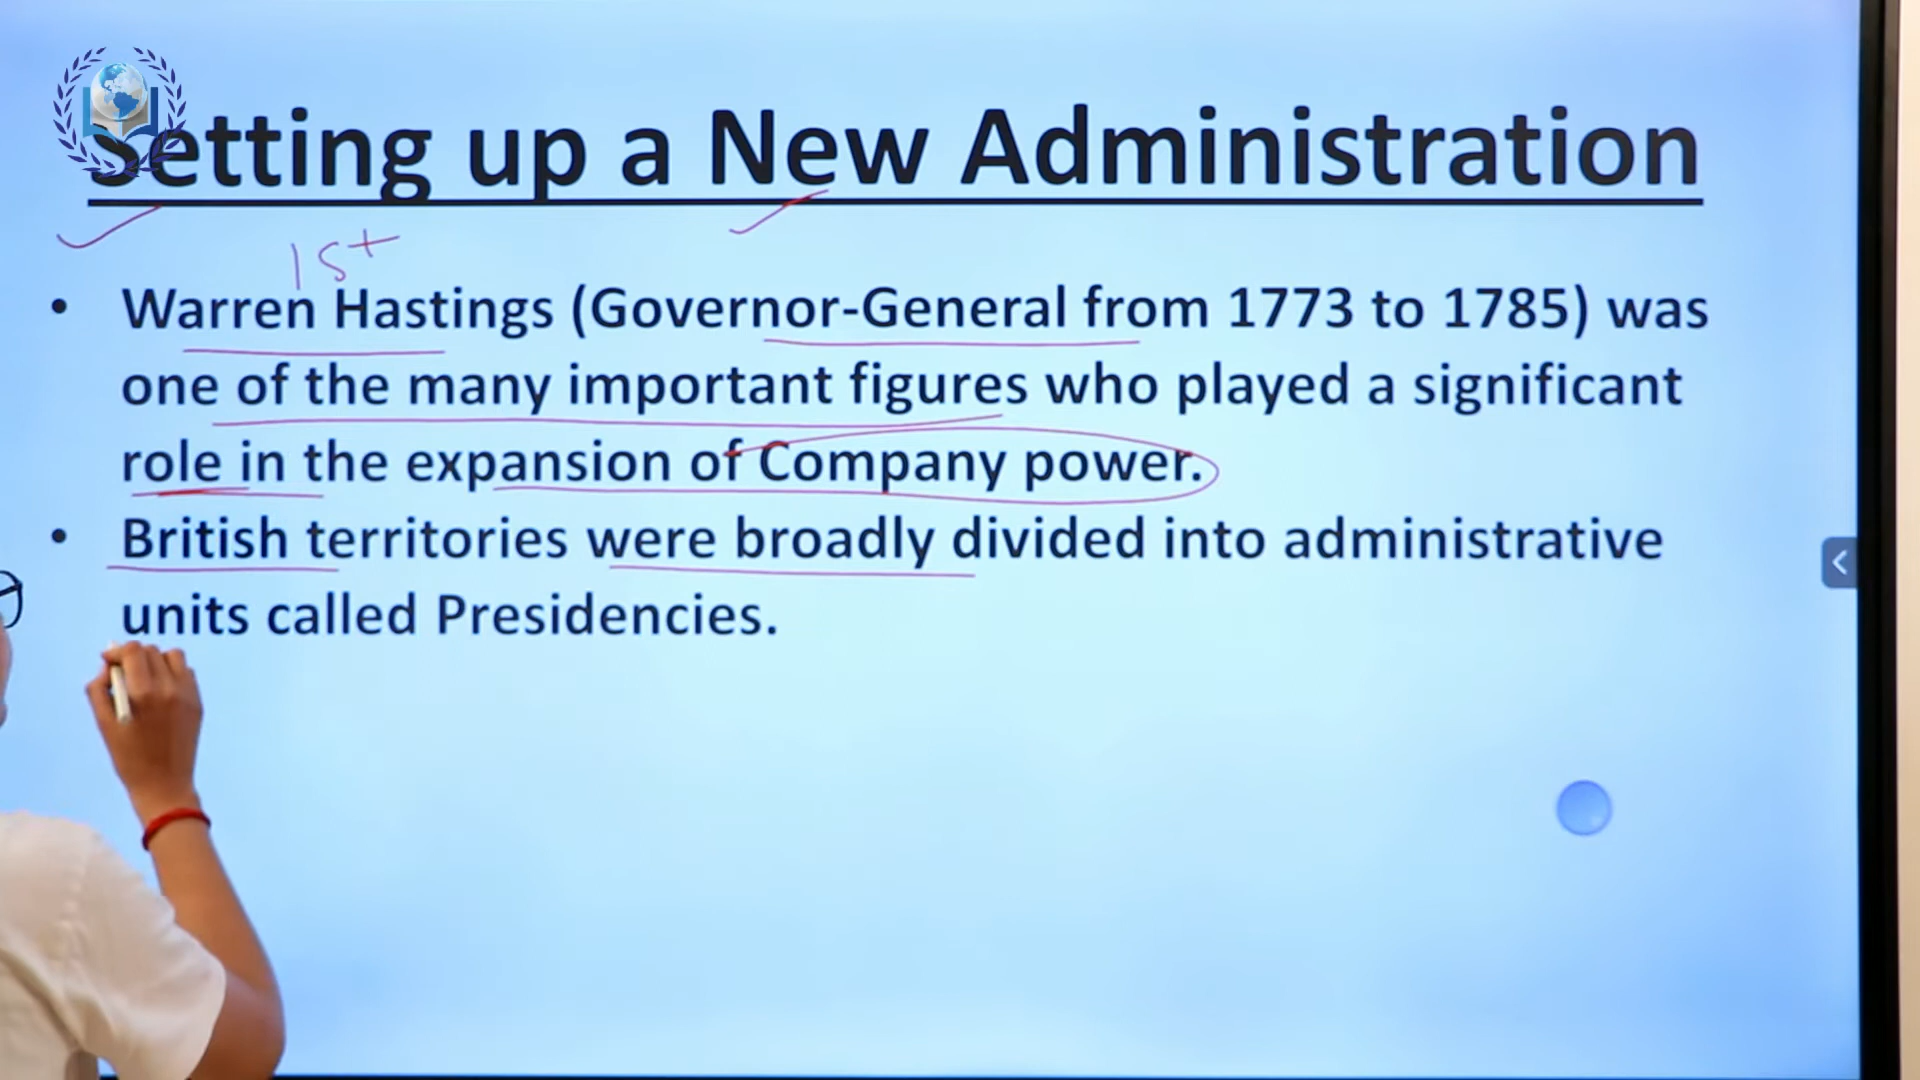 Setting up a New Administration
1st
• Warren Hastings (Governor-General from 1773 to 1785) was
one of the many important figures who played a significant
role in the expansion of Company power.
• British territories were broadly divided into administrative
units called Presidencies.